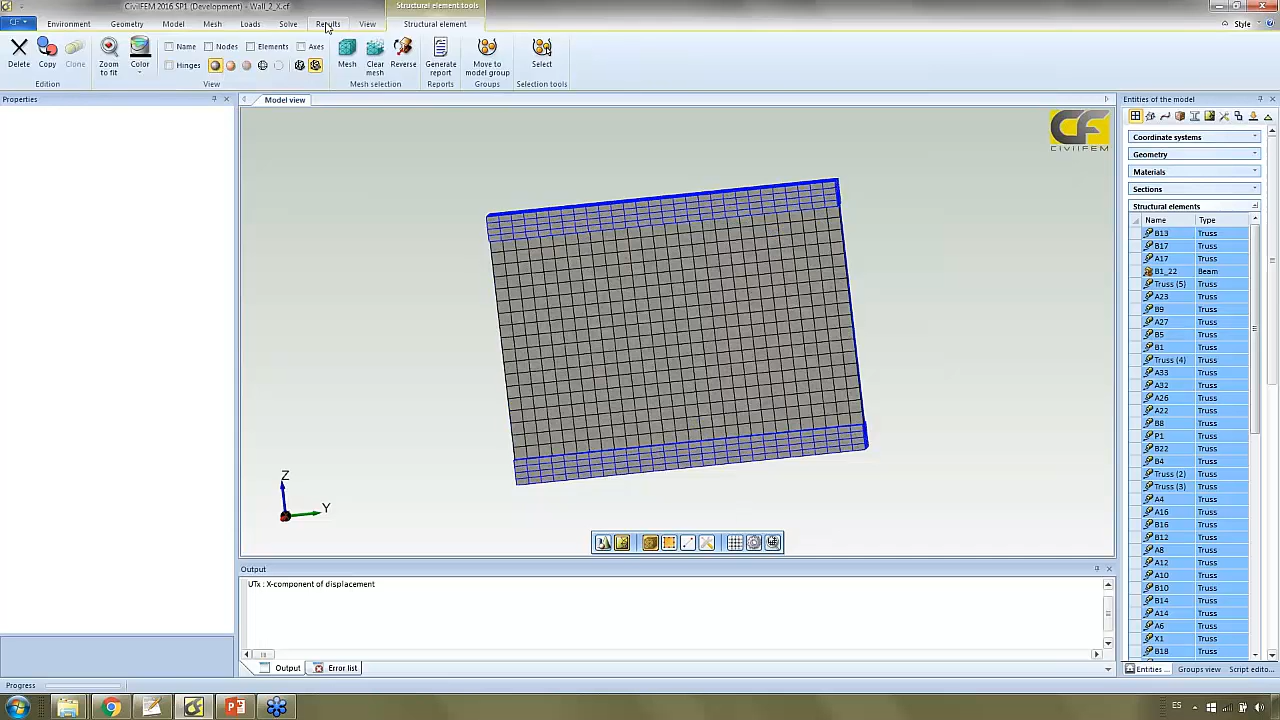 CivilFEM 2016 SP1 (Development) - Wall_2_X.cf
Structural element tools
CF
Environment
Geometry
Model
Mesh
Loads
Solve
Results
View
Structural element
Style
Delete
Copy
Clone
Edition
Zoom to fit
Color
Name
Nodes
Elements
Axes
Hinges
View
Mesh
Clear mesh
Reverse
Mesh selection
Generate report
Reports
Move to model group
Groups
Select
Selection tools
Properties
Model view
CIVILFEM
Z
Y
Entities of the model
Coordinate systems
Geometry
Materials
Sections
Structural elements
Name Type
B13 Truss
B17 Truss
A17 Truss
B1_22 Beam
Truss (5) Truss
A23 Truss
B9 Truss
A27 Truss
B5 Truss
B1 Truss
Truss (4) Truss
A33 Truss
A32 Truss
A26 Truss
A22 Truss
B8 Truss
P1 Truss
B22 Truss
B4 Truss
Truss (2) Truss
Truss (3) Truss
A4 Truss
A16 Truss
B16 Truss
B12 Truss
A8 Truss
A12 Truss
A10 Truss
B10 Truss
B14 Truss
A14 Truss
A6 Truss
X1 Truss
B18 Truss
Entities ...
Groups view
Script edito...
Output
UTx : X-component of displacement
Output
Error list
Progress
ES